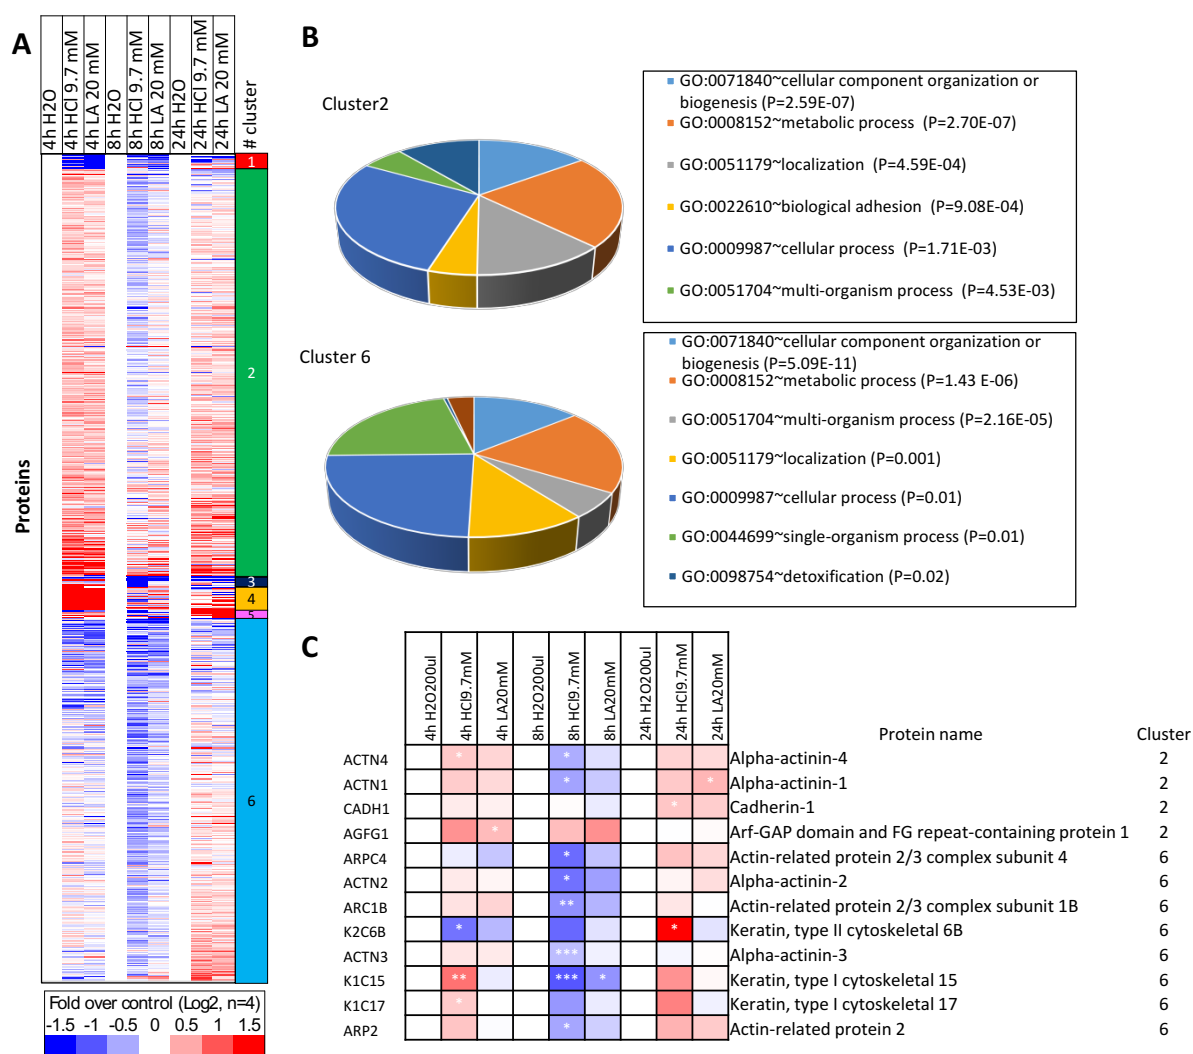 A
4h H2O
4h HCl 9.7 mM
4h LA 20 mM
8h H2O
8h HCl 9.7 mM
8h LA 20 mM
24h H2O
24h HCl 9.7 mM
24h LA 20 mM
# cluster
1
2
3
4
5
6
Proteins
Fold over control (Log2, n=4)
-1.5 -1 -0.5 0 0.5 1 1.5
B
Cluster2
GO:0071840~cellular component organization or
biogenesis (P=2.59E-07)
GO:0008152~metabolic process (P=2.70E-07)
GO:0051179~localization (P=4.59E-04)
GO:0022610~biological adhesion (P=9.08E-04)
GO:0009987~cellular process (P=1.71E-03)
GO:0051704~multi-organism process (P=4.53E-03)
Cluster 6
GO:0071840~cellular component organization or
biogenesis (P=5.09E-11)
GO:0008152~metabolic process (P=1.43 E-06)
GO:0051704~multi-organism process (P=2.16E-05)
GO:0051179~localization (P=0.001)
GO:0009987~cellular process (P=0.01)
GO:0044699~single-organism process (P=0.01)
GO:0098754~detoxification (P=0.02)
C
4h H2O200ul
4h HCl9.7mM
4h LA20mM
8h H2O200ul
8h HCl9.7mM
8h LA20mM
24h H2O200ul
24h HCl9.7mM
24h LA20mM
Protein name Cluster
ACTN4 * * Alpha-actinin-4 2
ACTN1 * * Alpha-actinin-1 2
CADH1 * Cadherin-1 2
AGFG1 * Arf-GAP domain and FG repeat-containing protein 1 2
ARPC4 * Actin-related protein 2/3 complex subunit 4 6
ACTN2 * Alpha-actinin-2 6
ARC1B ** Actin-related protein 2/3 complex subunit 1B 6
K2C6B * * Keratin, type II cytoskeletal 6B 6
ACTN3 *** Alpha-actinin-3 6
K1C15 ** *** * Keratin, type I cytoskeletal 15 6
K1C17 * Keratin, type I cytoskeletal 17 6
ARP2 * Actin-related protein 2 6